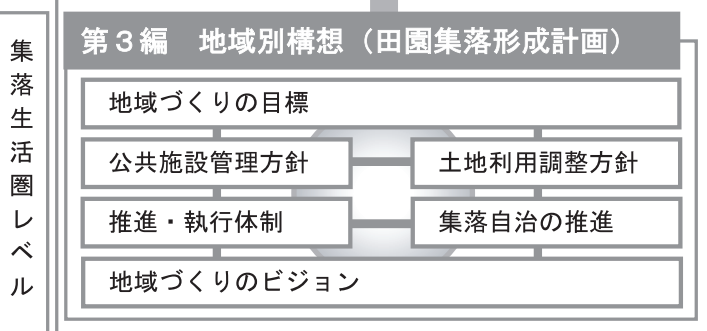 集落生活圏レベル
第3編　地域別構想（田園集落形成計画）
地域づくりの目標
公共施設管理方針
土地利用調整方針
推進・執行体制
集落自治の推進
地域づくりのビジョン